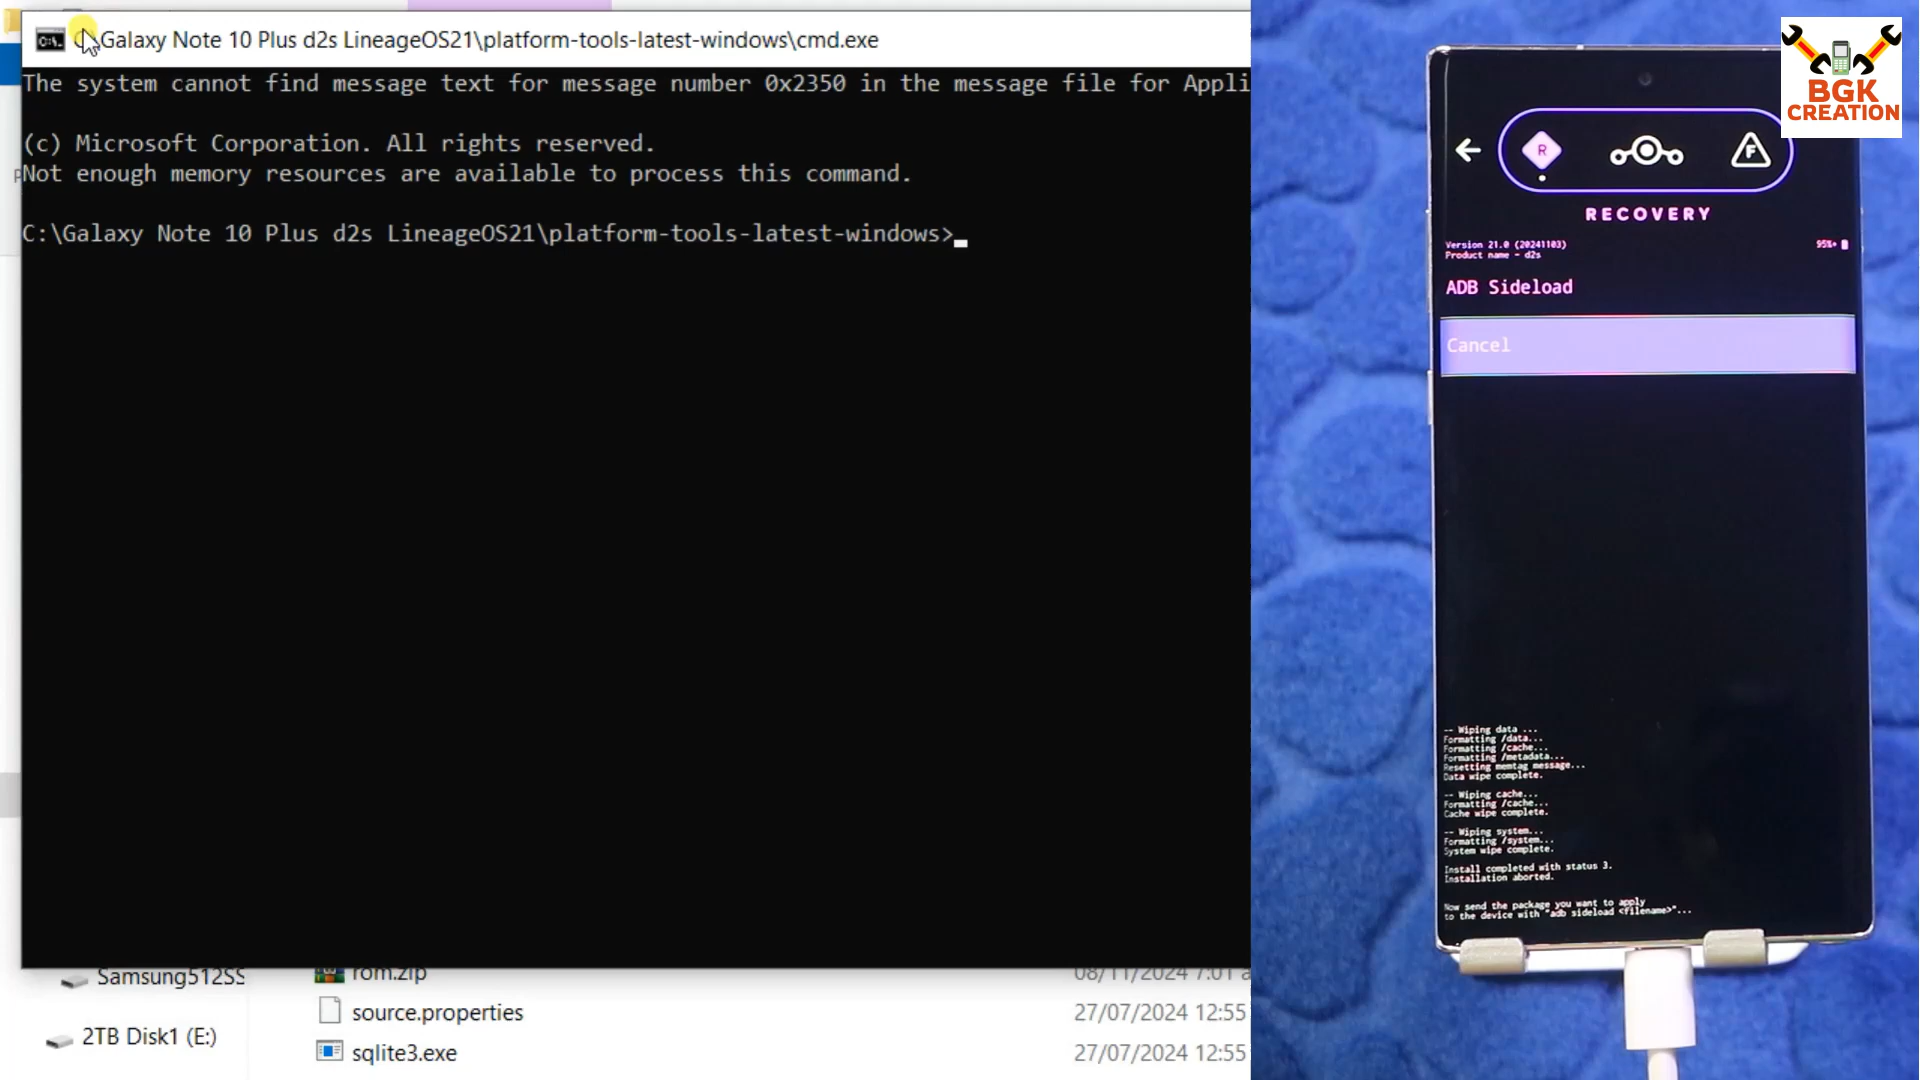 C:\Galaxy Note 10 Plus d2s LineageOS21\platform-tools-latest-windows\cmd.exe
The system cannot find message text for message number 0x2350 in the message file for Appli
(c) Microsoft Corporation. All rights reserved.
Not enough memory resources are available to process this command.
C:\Galaxy Note 10 Plus d2s LineageOS21\platform-tools-latest-windows>
Samsung512SS
2TB Disk1 (E:)
rom.zip
08/11/2024 7:01 a
source.properties
27/07/2024 12:55
sqlite3.exe
27/07/2024 12:55
BGK
CREATION
R
F
RECOVERY
Version 21.0 (20241103)
95%+
Product name - d2s
ADB Sideload
Cancel
-- Wiping data ...
Formatting /data...
Formatting /cache...
Formatting /metadata...
Resetting memtag message...
Data wipe complete.
-- Wiping cache...
Formatting /cache...
Cache wipe complete.
-- Wiping system...
Formatting /system...
System wipe complete.
Install completed with status 3.
Installation aborted.
Now send the package you want to apply
to the device with "adb sideload <filename>"...